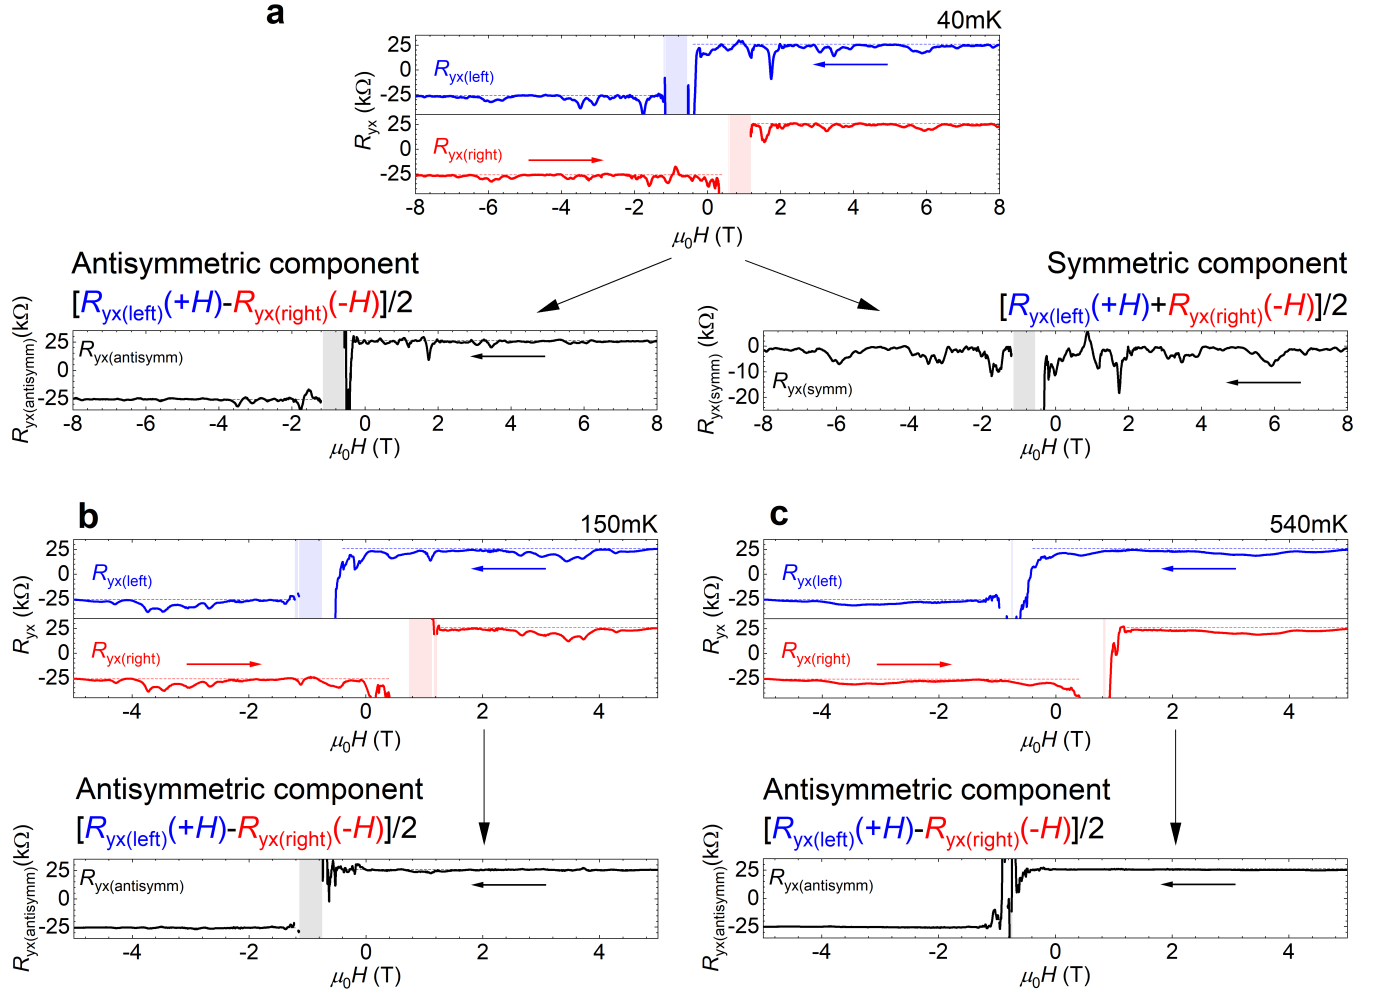 a
40mK
25
0
-25
25
0
-25
Ryx (kΩ)
Ryx(left)
Ryx(right)
-8 -6 -4 -2 0 2 4 6 8
μ0H (T)
Antisymmetric component
[Ryx(left)(+H)-Ryx(right)(-H)]/2
Ryx(antisymm)(kΩ)
25
0
-25
Ryx(antisymm)
-8 -6 -4 -2 0 2 4 6 8
μ0H (T)
Symmetric component
[Ryx(left)(+H)+Ryx(right)(-H)]/2
Ryx(symm) (kΩ)
0
-10
-20
Ryx(symm)
-8 -6 -4 -2 0 2 4 6 8
μ0H (T)
b
150mK
25
0
-25
25
0
-25
Ryx (kΩ)
Ryx(left)
Ryx(right)
-4 -2 0 2 4
μ0H (T)
Antisymmetric component
[Ryx(left)(+H)-Ryx(right)(-H)]/2
Ryx(antisymm)(kΩ)
25
0
-25
Ryx(antisymm)
-4 -2 0 2 4
μ0H (T)
c
540mK
25
0
-25
25
0
-25
Ryx (kΩ)
Ryx(left)
Ryx(right)
-4 -2 0 2 4
μ0H (T)
Antisymmetric component
[Ryx(left)(+H)-Ryx(right)(-H)]/2
Ryx(antisymm)(kΩ)
25
0
-25
Ryx(antisymm)
-4 -2 0 2 4
μ0H (T)